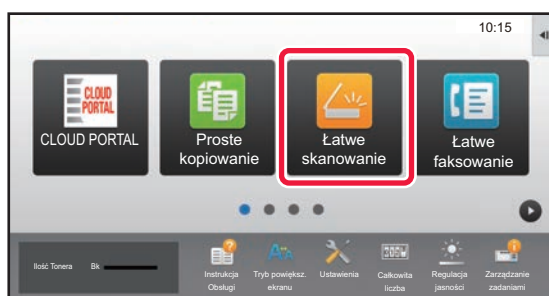 10:15
CLOUD
PORTAL
CLOUD PORTAL
Proste
kopiowanie
Łatwe
skanowanie
Łatwe
faksowanie
Ilość Tonera Bk
Instrukcja
Obsługi
Tryb powiększ.
ekranu
Ustawienia
Całkowita
liczba
Regulacja
jasności
Zarządzanie
zadaniami